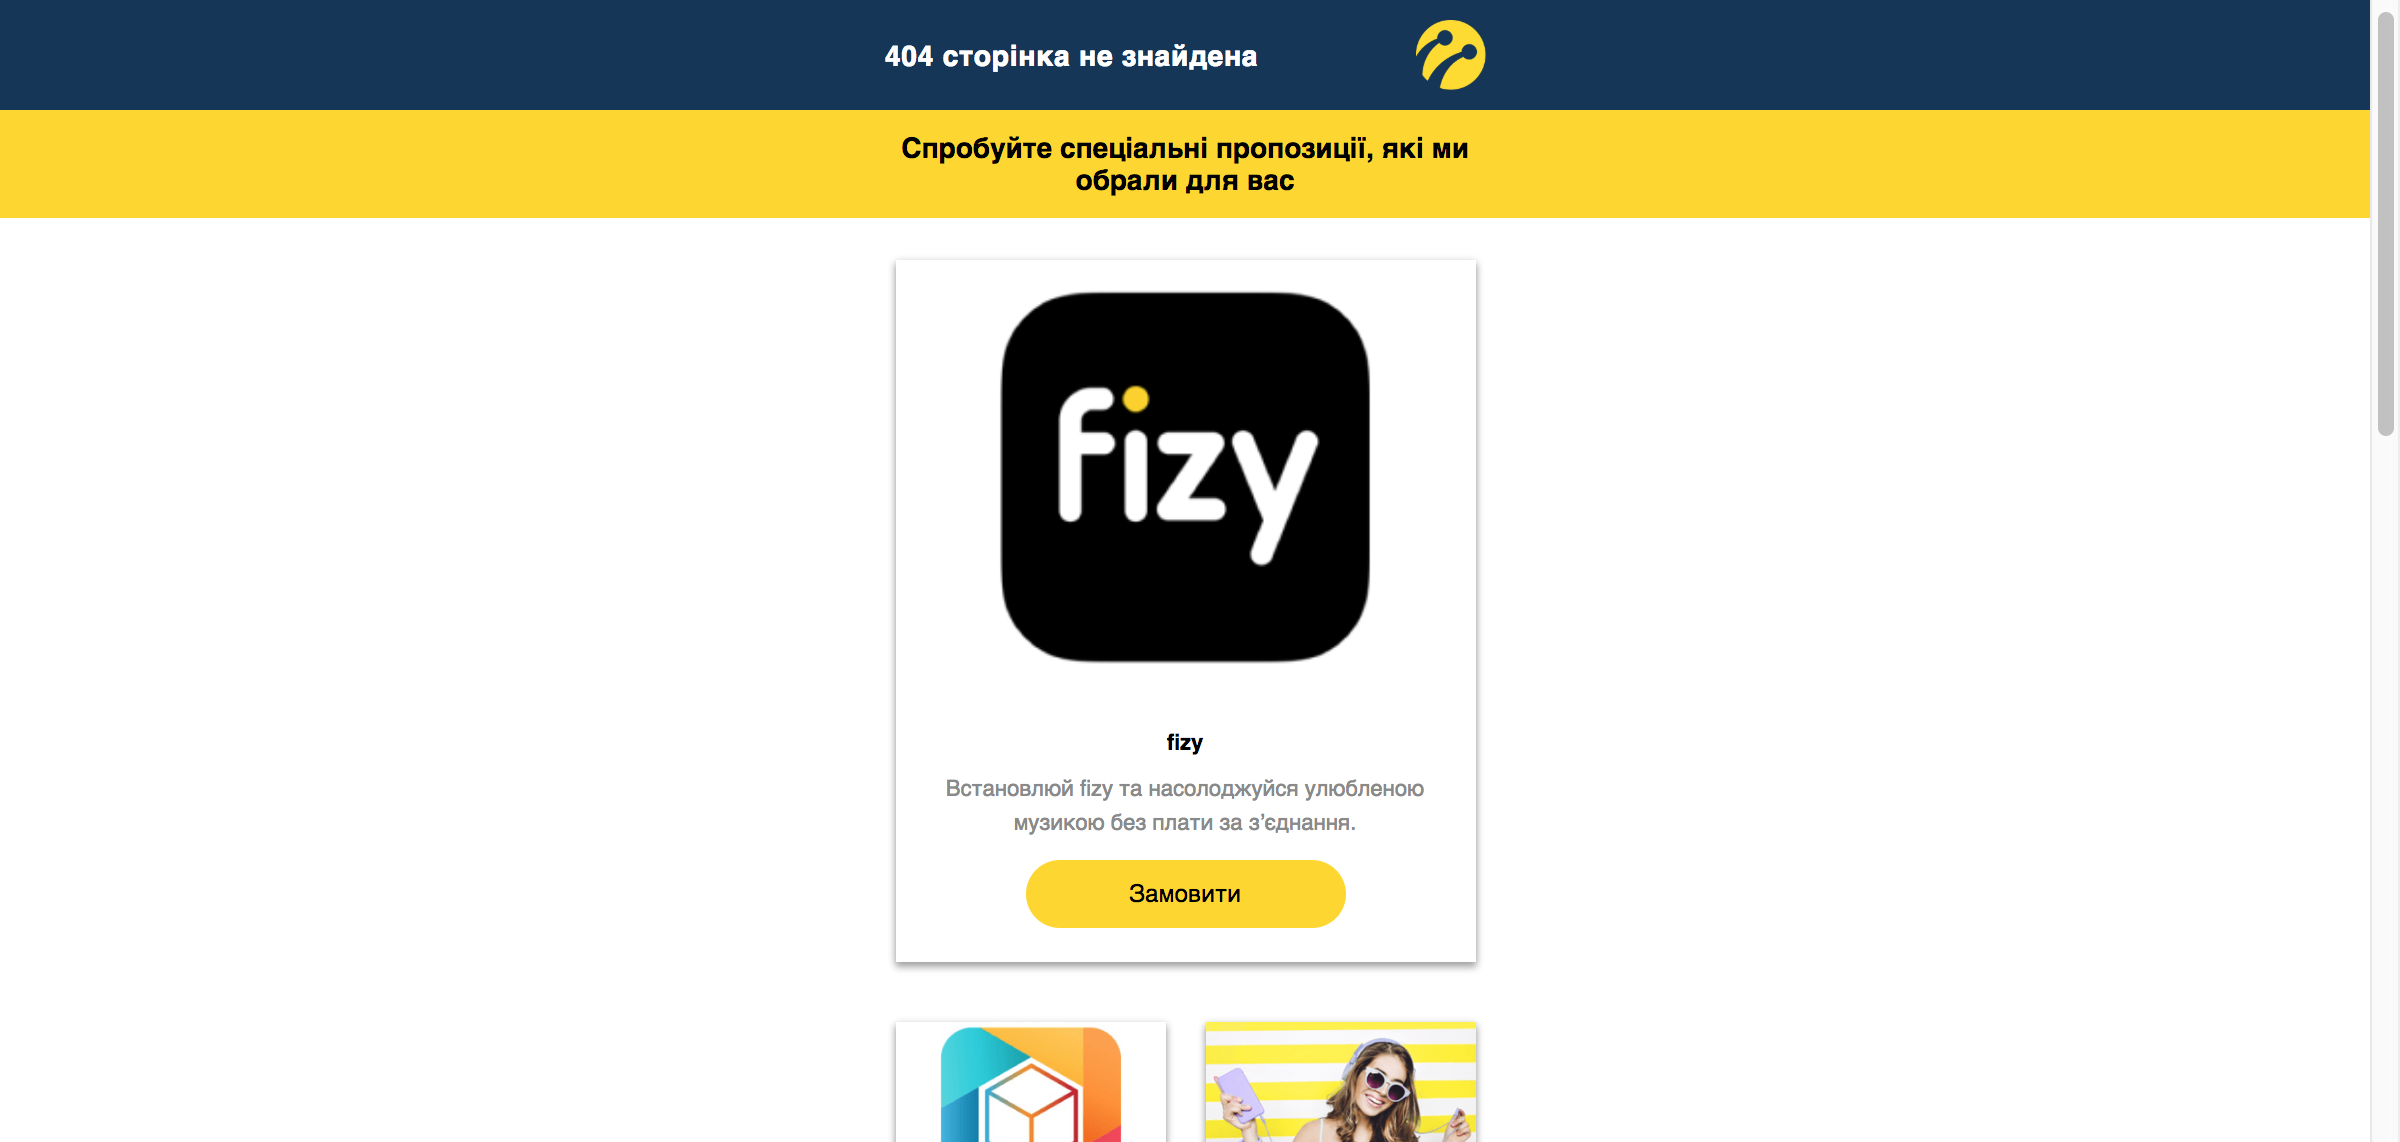 404 сторінка не знайдена
Спробуйте спеціальні пропозиції, які ми
обрали для вас
fizy
fizy
Встановлюй fizy та насолоджуйся улюбленою
музикою без плати за з’єднання.
Замовити